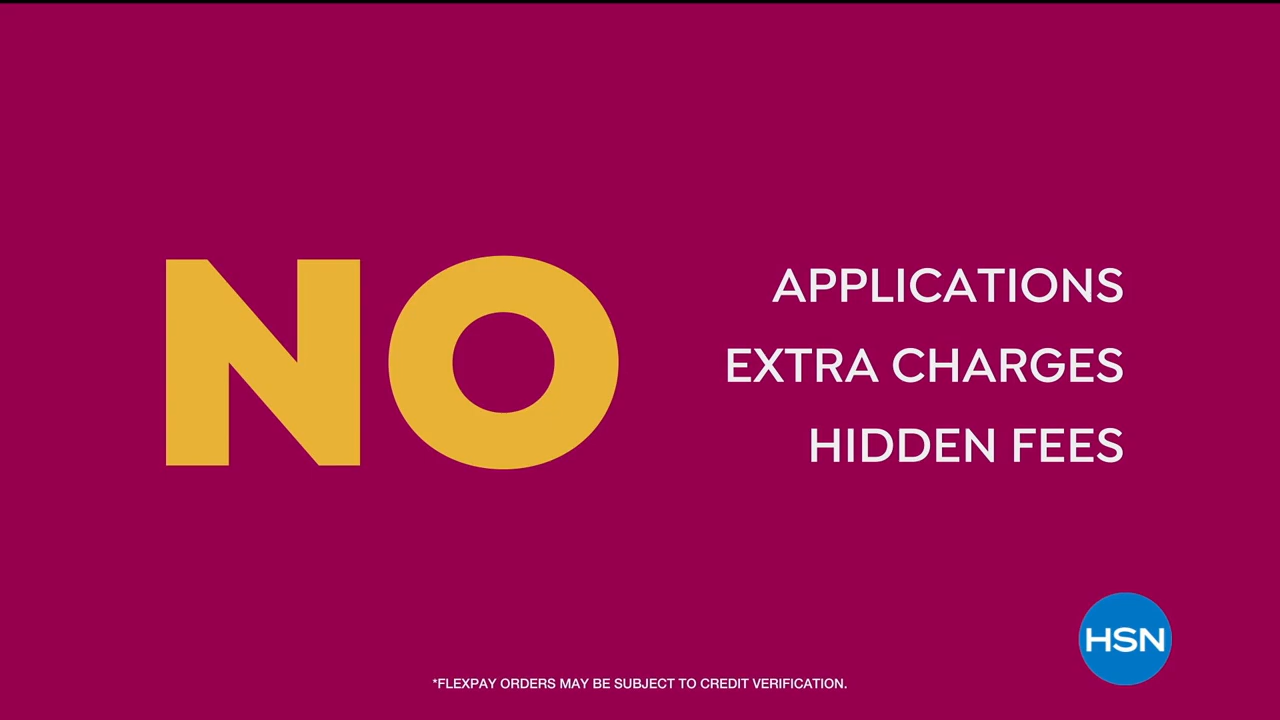 NO
APPLICATIONS
EXTRA CHARGES
HIDDEN FEES
HSN
*FLEXPAY ORDERS MAY BE SUBJECT TO CREDIT VERIFICATION.